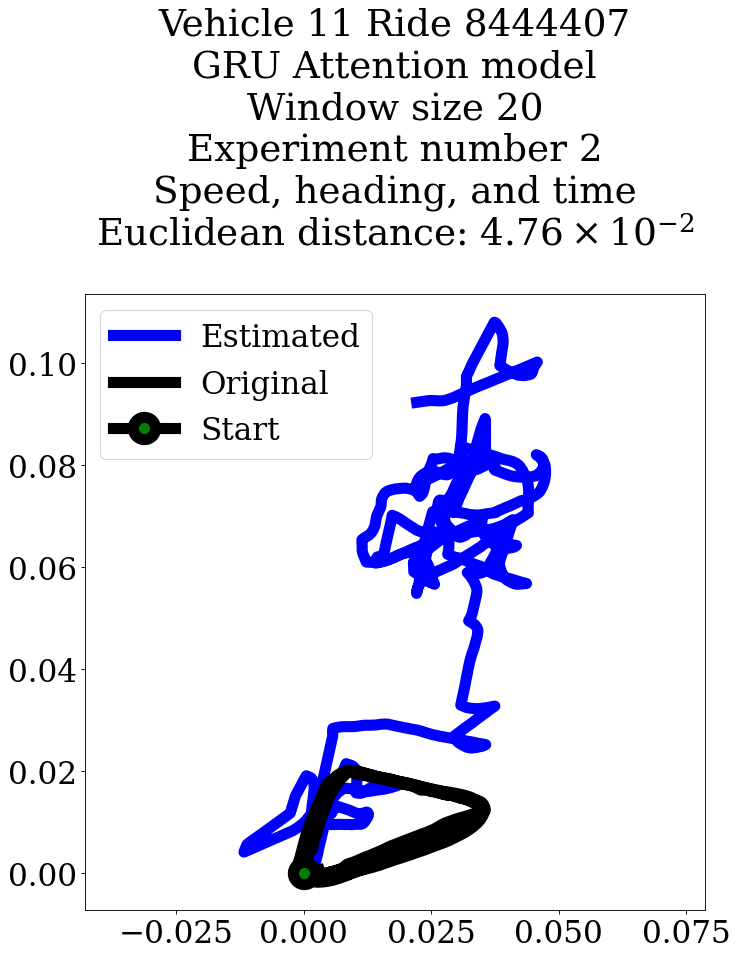 Vehicle 11 Ride 8444407
GRU Attention model
Window size 20
Experiment number 2
Speed, heading, and time
Euclidean distance: 4.76 × 10⁻²
Estimated
Original
Start
0.10
0.08
0.06
0.04
0.02
0.00
−0.025 0.000 0.025 0.050 0.075